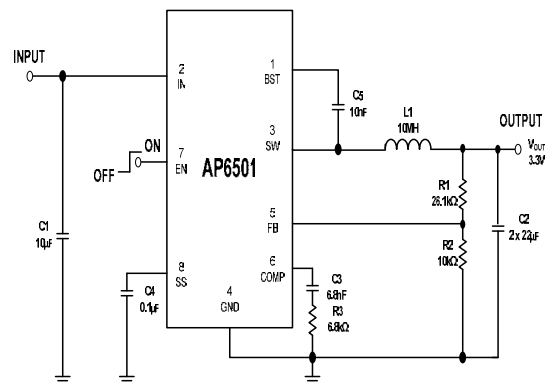 INPUT
2
IN
1
BST
C5
10nF
L1
10MH
OUTPUT
3
SW
VOUT
3.3V
ON
OFF
7
EN
AP6501
R1
26.1kΩ
C1
10µF
5
FB
C2
2 x 22µF
R2
10kΩ
6
COMP
8
SS
C4
0.1µF
4
GND
C3
6.8nF
R3
6.8kΩ